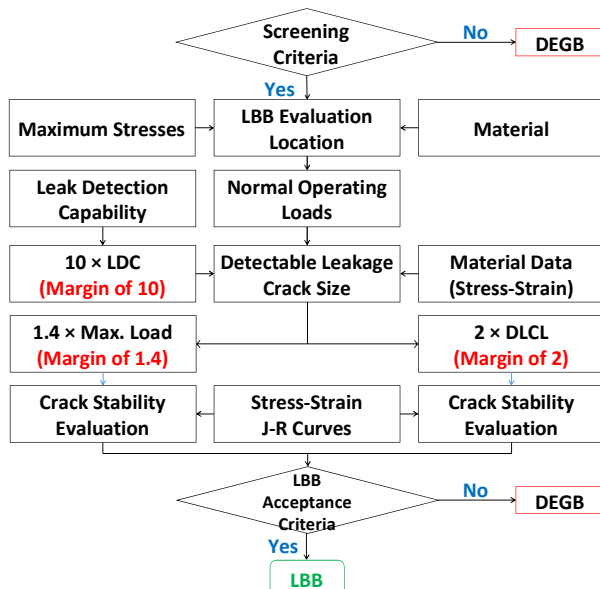 Screening
Criteria
No
DEGB
Yes
Maximum Stresses
LBB Evaluation
Location
Material
Leak Detection
Capability
Normal Operating
Loads
10 × LDC
(Margin of 10)
Detectable Leakage
Crack Size
Material Data
(Stress-Strain)
1.4 × Max. Load
(Margin of 1.4)
2 × DLCL
(Margin of 2)
Crack Stability
Evaluation
Stress-Strain
J-R Curves
Crack Stability
Evaluation
LBB
Acceptance
Criteria
No
DEGB
Yes
LBB